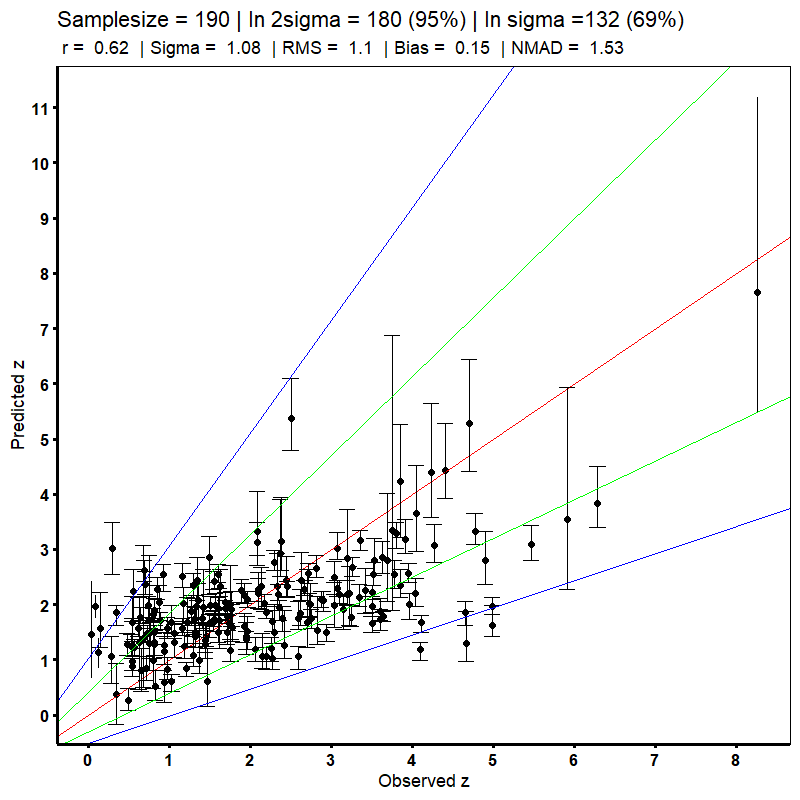 Samplesize = 190 | In 2sigma = 180 (95%) | In sigma =132 (69%)
r = 0.62 | Sigma = 1.08 | RMS = 1.1 | Bias = 0.15 | NMAD = 1.53
11
10
9
8
7
6
5
4
3
2
1
0
Predicted z
0 1 2 3 4 5 6 7 8
Observed z